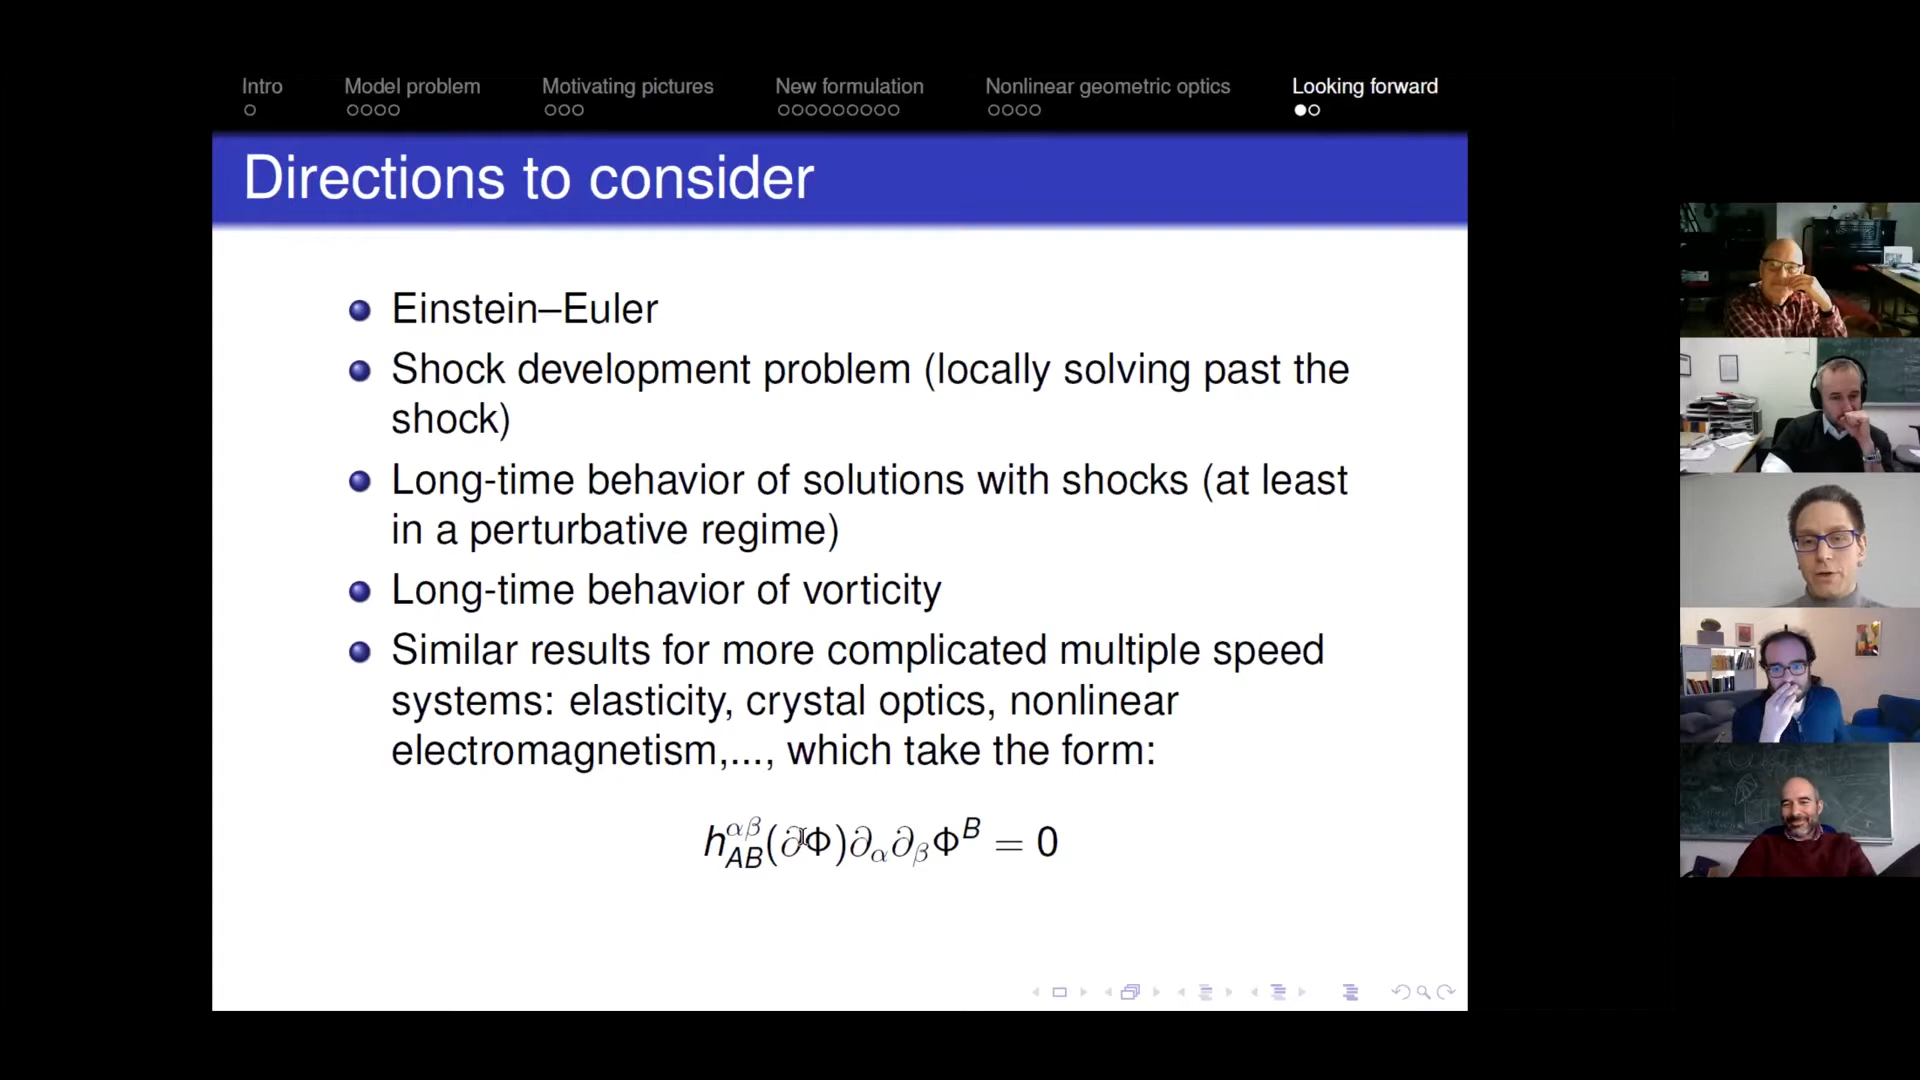 Intro Model problem Motivating pictures New formulation Nonlinear geometric optics Looking forward
Directions to consider
Einstein–Euler
Shock development problem (locally solving past the
shock)
Long-time behavior of solutions with shocks (at least
in a perturbative regime)
Long-time behavior of vorticity
Similar results for more complicated multiple speed
systems: elasticity, crystal optics, nonlinear
electromagnetism,..., which take the form:
h^{αβ}_{AB}(∂Φ)∂_α∂_βΦ^B = 0